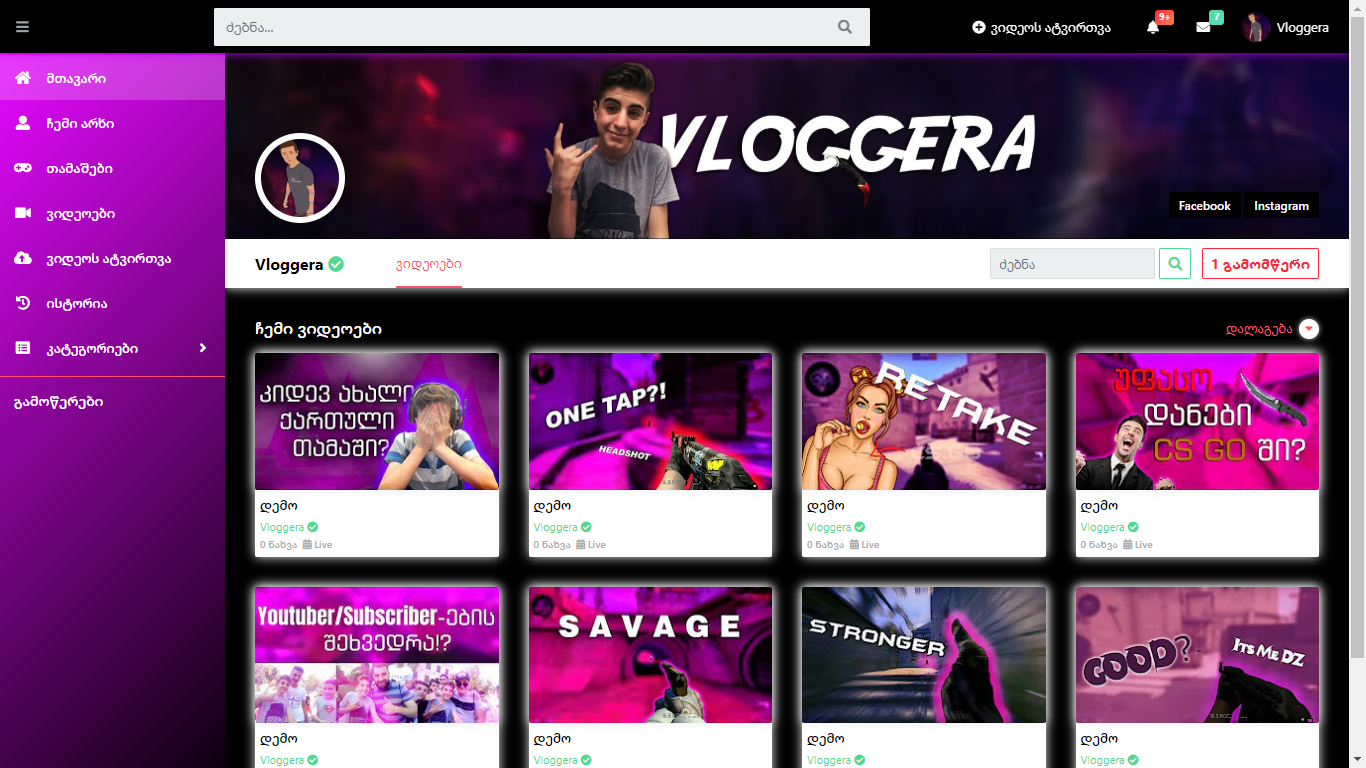 ძებნა...
ვიდეოს ატვირთვა
9+
7
Vloggera
მთავარი
ჩემი არხი
თამაშები
ვიდეოები
ვიდეოს ატვირთვა
ისტორია
კატეგორიები
გამოწერები
VLOGGERA
Facebook
Instagram
Vloggera
ვიდეოები
ძებნა
1 გამომწერი
ჩემი ვიდეოები
დალაგება
კიდევ ახალი
ქართული
თამაში?
ONE TAP?!
HEADSHOT
RETAKE
უფასო
დანები
CS GO ში?
დემო
დემო
დემო
დემო
Vloggera
Vloggera
Vloggera
Vloggera
0 ნახვა Live
0 ნახვა Live
0 ნახვა Live
0 ნახვა Live
Youtuber/Subscriber-ების
შეხვედრა!?
SAVAGE
STRONGER
GOOD?
ITS ME DZ
დემო
დემო
დემო
დემო
Vloggera
Vloggera
Vloggera
Vloggera